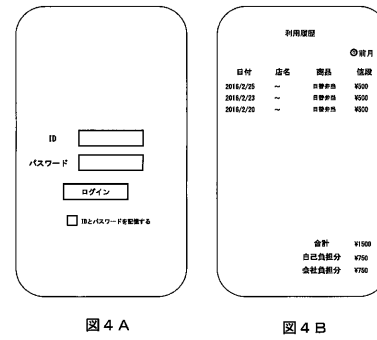 ID
パスワード
ログイン
IDとパスワードを記憶する
図4A
利用履歴
前月
日付 店名 商品 値段
2016/2/25 ~ 日替弁当 ¥500
2016/2/23 ~ 日替弁当 ¥500
2016/2/20 ~ 日替弁当 ¥500
合計 ¥1500
自己負担分 ¥750
会社負担分 ¥750
図4B